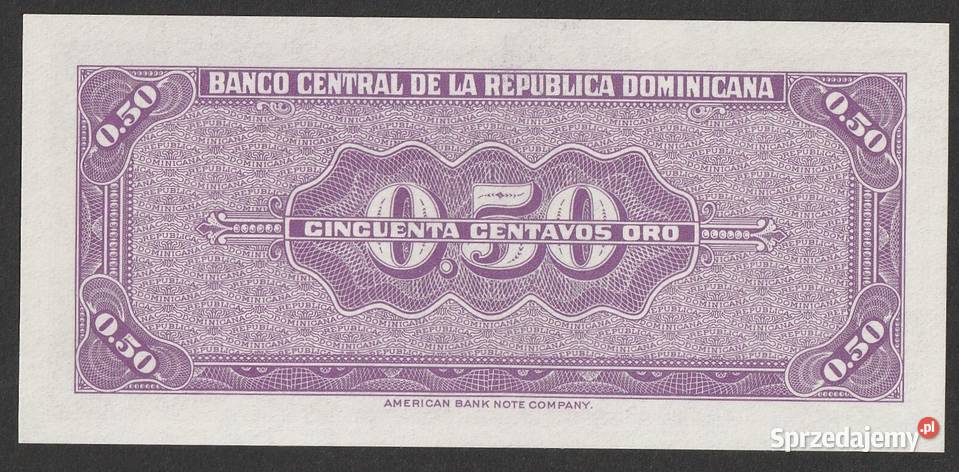 BANCO CENTRAL DE LA REPUBLICA DOMINICANA
0.50
0.50
0.50
CINCUENTA CENTAVOS ORO
0.50
0.50
AMERICAN BANK NOTE COMPANY.
Sprzedajemy.pl